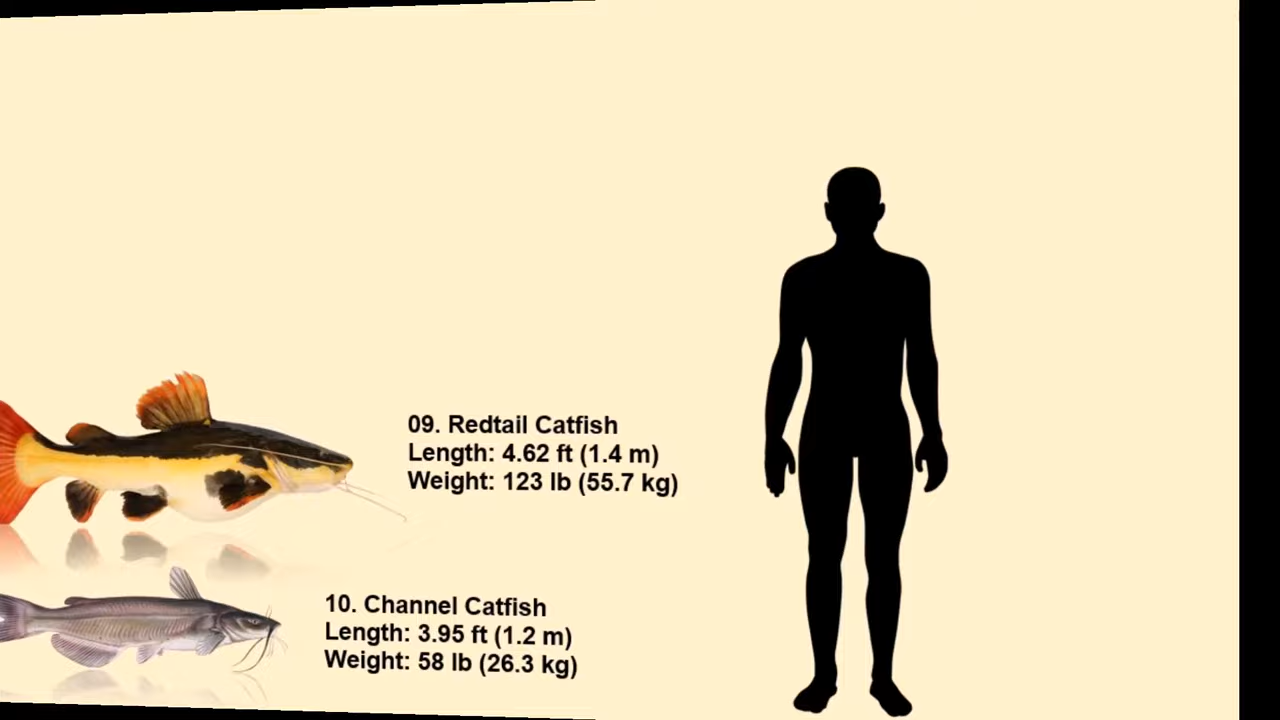 09. Redtail Catfish
Length: 4.62 ft (1.4 m)
Weight: 123 lb (55.7 kg)
10. Channel Catfish
Length: 3.95 ft (1.2 m)
Weight: 58 lb (26.3 kg)